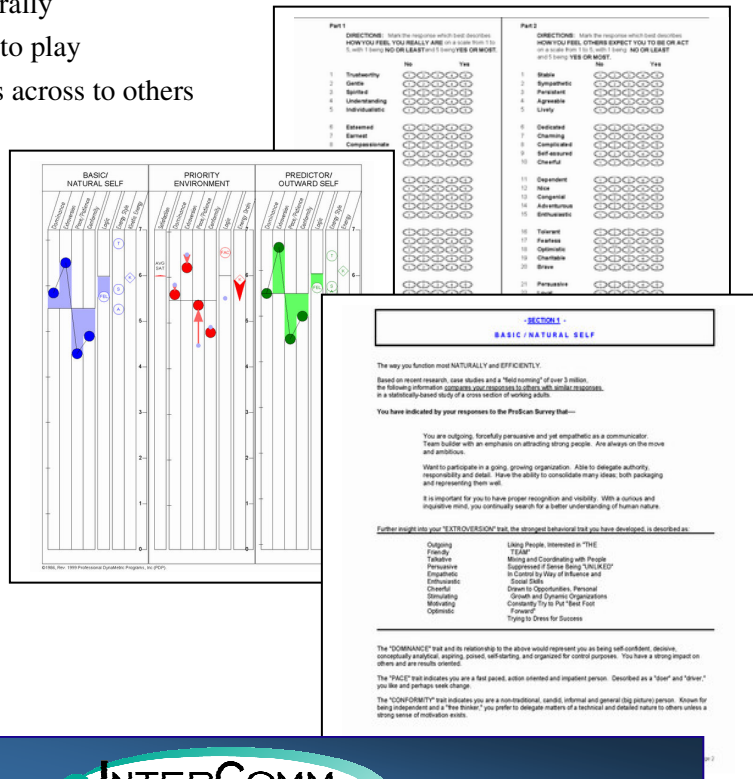 rally
to play
s across to others
Part 1
DIRECTIONS: Mark the response which best describes
HOW YOU FEEL YOU REALLY ARE on a scale from 1 to
5, with 1 being NO OR LEAST and 5 being YES OR MOST.
No Yes
1 Trustworthy
2 Gentle
3 Spirited
4 Understanding
5 Individualistic
6 Esteemed
7 Earnest
8 Compassionate
Part 2
DIRECTIONS: Mark the response which best describes
HOW YOU FEEL OTHERS EXPECT YOU TO BE OR ACT
on a scale from 1 to 5, with 1 being NO OR LEAST
and 5 being YES OR MOST.
No Yes
1 Stable
2 Sympathetic
3 Persistent
4 Agreeable
5 Lively
6 Dedicated
7 Charming
8 Complicated
9 Self-assured
10 Cheerful
11 Dependent
12 Nice
13 Congenial
14 Adventurous
15 Enthusiastic
16 Tolerant
17 Fearless
18 Optimistic
19 Charitable
20 Brave
21 Persuasive
BASIC/
NATURAL SELF
PRIORITY
ENVIRONMENT
PREDICTOR/
OUTWARD SELF
Dominance
Extroversion
Pace/Patience
Conformity
Logic
Energy Style
Kinetic Energy
Satisfaction
Dominance
Extroversion
Pace/Patience
Conformity
Logic
Energy Drain
Dominance
Extroversion
Pace/Patience
Conformity
Logic
Energy Style
AVG
SAT
©1986, Rev. 1999 Professional DynaMetric Programs, Inc (PDP)
- SECTION 1 -
BASIC / NATURAL SELF
The way you function most NATURALLY and EFFICIENTLY.
Based on recent research, case studies and a "field norming" of over 3 million,
the following information compares your responses to others with similar responses
in a statistically-based study of a cross section of working adults.
You have indicated by your responses to the ProScan Survey that—
You are outgoing, forcefully persuasive and yet empathetic as a communicator.
Team builder with an emphasis on attracting strong people. Are always on the move
and ambitious.
Want to participate in a going, growing organization. Able to delegate authority,
responsibility and detail. Have the ability to consolidate many ideas; both packaging
and representing them well.
It is important for you to have proper recognition and visibility. With a curious and
inquisitive mind, you continually search for a better understanding of human nature.
Further insight into your "EXTROVERSION" trait, the strongest behavioral trait you have developed, is described as:
Outgoing
Friendly
Talkative
Persuasive
Empathetic
Enthusiastic
Cheerful
Stimulating
Motivating
Optimistic
Liking People, Interested in "THE
TEAM"
Mixing and Coordinating with People
Suppressed if Sense Being "UNLIKED"
In Control by Way of Influence and
Social Skills
Drawn to Opportunities, Personal
Growth and Dynamic Organizations
Constantly Try to Put "Best Foot
Forward"
Trying to Dress for Success
The "DOMINANCE" trait and its relationship to the above would represent you as being self-confident, decisive,
conceptually analytical, aspiring, poised, self-starting, and organized for control purposes. You have a strong impact on
others and are results oriented.
The "PACE" trait indicates you are a fast paced, action oriented and impatient person. Described as a "doer" and "driver,"
you like and perhaps seek change.
The "CONFORMITY" trait indicates you are a non-traditional, candid, informal and general (big picture) person. Known for
being independent and a "free thinker," you prefer to delegate matters of a technical and detailed nature to others unless a
strong sense of motivation exists.
INTERCOMM